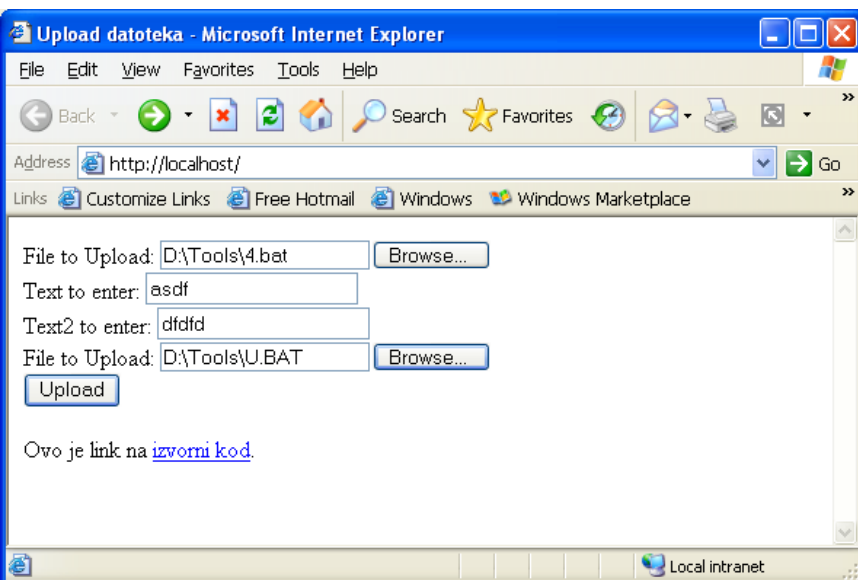 Upload datoteka - Microsoft Internet Explorer
File Edit View Favorites Tools Help
Back Search Favorites »
Address http://localhost/ Go
Links Customize Links Free Hotmail Windows Windows Marketplace »
File to Upload: D:\Tools\4.bat Browse...
Text to enter: asdf
Text2 to enter: dfdfd
File to Upload: D:\Tools\U.BAT Browse...
Upload
Ovo je link na izvorni kod.
Local intranet